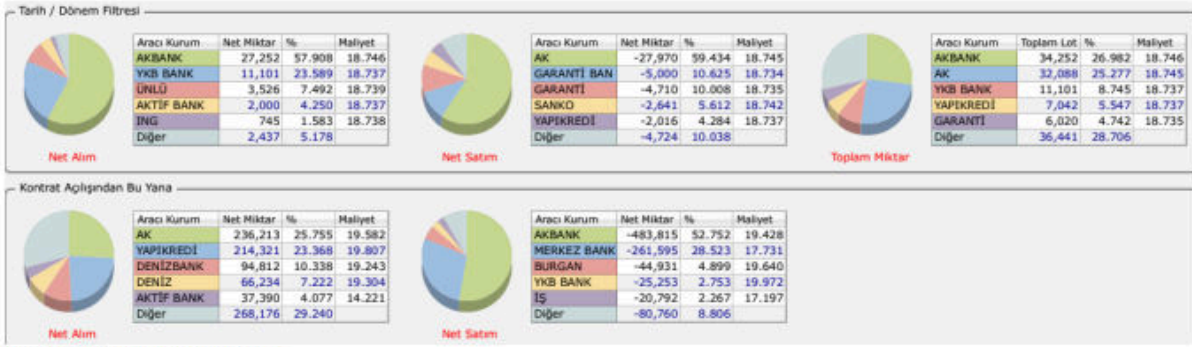 Tarih / Dönem Filtresi
Aracı Kurum Net Miktar % Maliyet
AKBANK 27,252 57.908 18.746
YKB BANK 11,101 23.589 18.737
ÜNLÜ 3,526 7.492 18.739
AKTİF BANK 2,000 4.250 18.737
ING 745 1.583 18.738
Diğer 2,437 5.178
Net Alım
Aracı Kurum Net Miktar % Maliyet
AK -27,970 59.434 18.745
GARANTİ BAN -5,000 10.625 18.734
GARANTİ -4,710 10.008 18.735
SANKO -2,641 5.612 18.742
YAPIKREDİ -2,016 4.284 18.737
Diğer -4,724 10.038
Net Satım
Aracı Kurum Toplam Lot % Maliyet
AKBANK 34,252 26.982 18.746
AK 32,088 25.277 18.745
YKB BANK 11,101 8.745 18.737
YAPIKREDİ 7,042 5.547 18.737
GARANTİ 6,020 4.742 18.735
Diğer 36,441 28.706
Toplam Miktar
Kontrat Açılışından Bu Yana
Aracı Kurum Net Miktar % Maliyet
AK 236,213 25.755 19.582
YAPIKREDİ 214,321 23.368 19.807
DENİZBANK 94,812 10.338 19.243
DENİZ 66,234 7.222 19.304
AKTİF BANK 37,390 4.077 14.221
Diğer 268,176 29.240
Net Alım
Aracı Kurum Net Miktar % Maliyet
AKBANK -483,815 52.752 19.428
MERKEZ BANK -261,595 28.523 17.731
BURGAN -44,931 4.899 19.640
YKB BANK -25,253 2.753 19.972
İŞ -20,792 2.267 17.197
Diğer -80,760 8.806
Net Satım